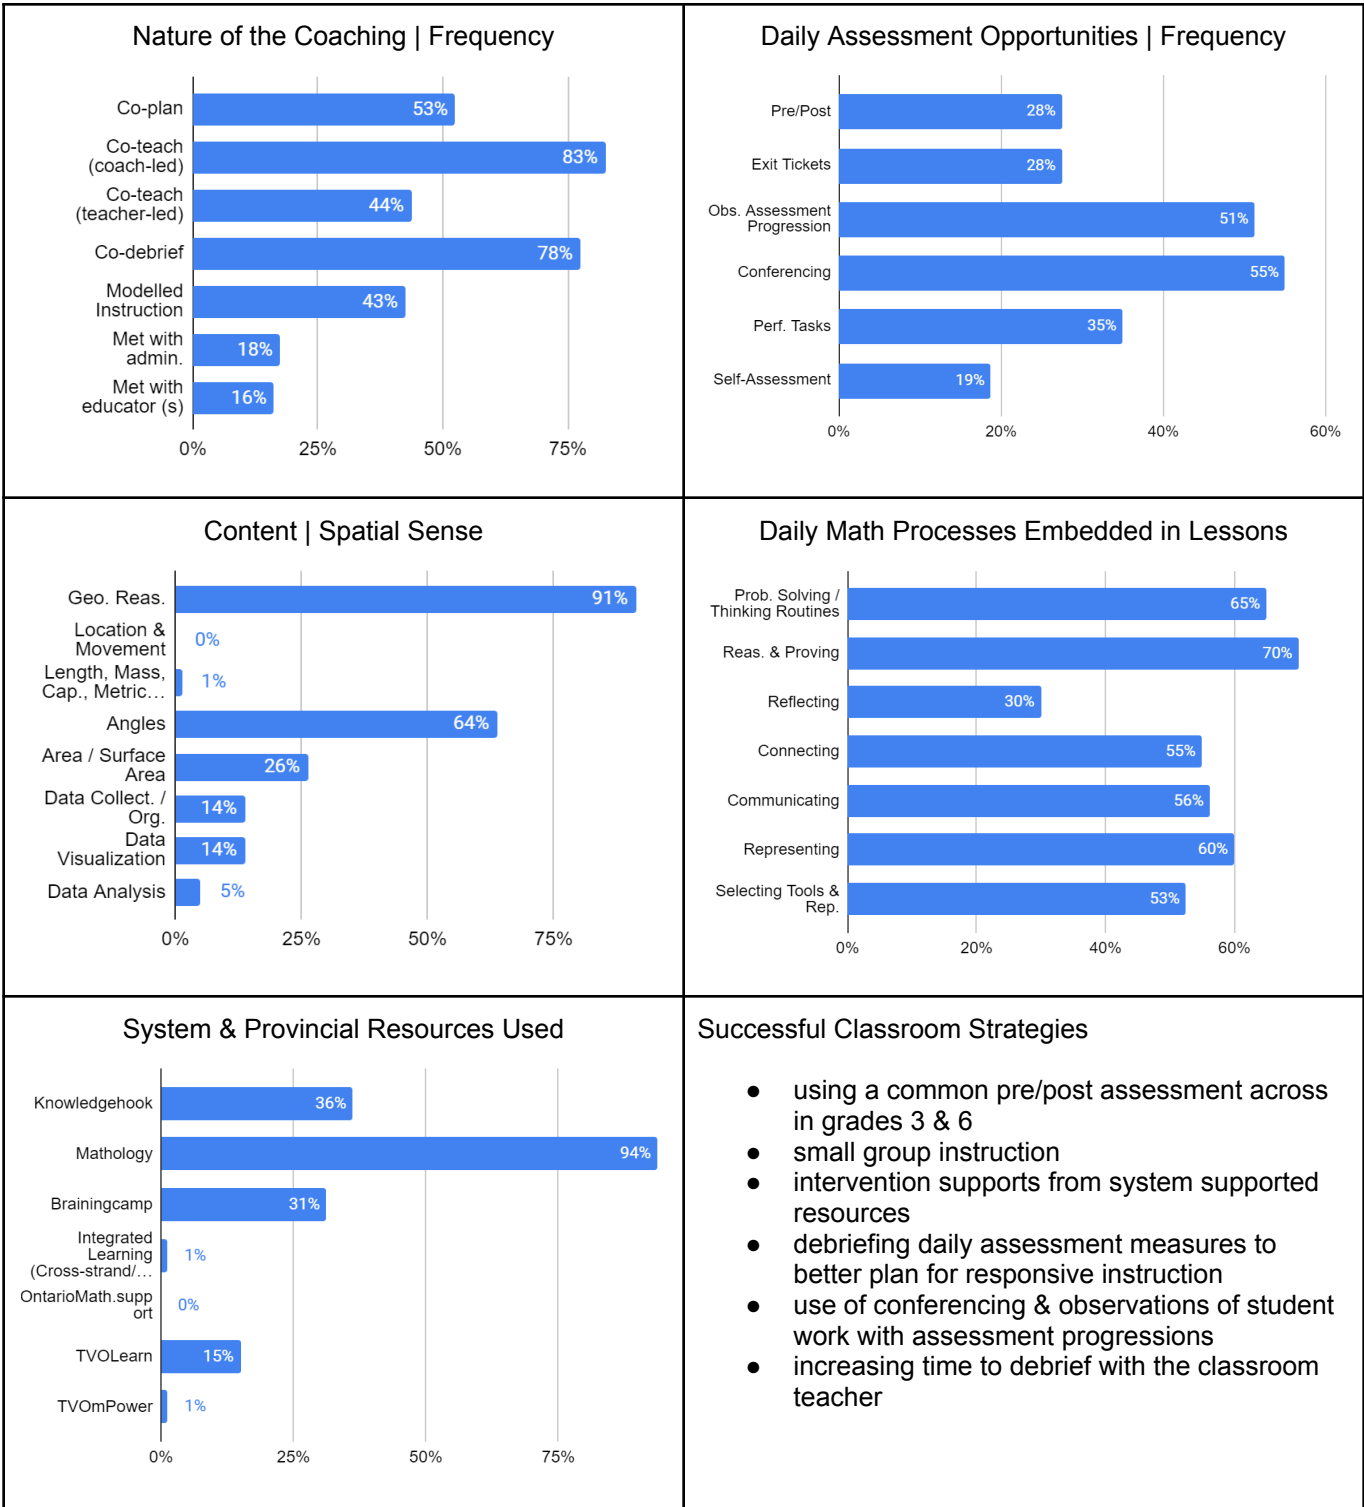 Nature of the Coaching | Frequency
Co-plan
53%
Co-teach
(coach-led)
83%
Co-teach
(teacher-led)
44%
Co-debrief
78%
Modelled
Instruction
43%
Met with
admin.
18%
Met with
educator (s)
16%
0%
25%
50%
75%
Daily Assessment Opportunities | Frequency
Pre/Post
28%
Exit Tickets
28%
Obs. Assessment
Progression
51%
Conferencing
55%
Perf. Tasks
35%
Self-Assessment
19%
0%
20%
40%
60%
Content | Spatial Sense
Geo. Reas.
91%
Location &
Movement
0%
Length, Mass,
Cap., Metric…
1%
Angles
64%
Area / Surface
Area
26%
Data Collect. /
Org.
14%
Data
Visualization
14%
Data Analysis
5%
0%
25%
50%
75%
Daily Math Processes Embedded in Lessons
Prob. Solving /
Thinking Routines
65%
Reas. & Proving
70%
Reflecting
30%
Connecting
55%
Communicating
56%
Representing
60%
Selecting Tools &
Rep.
53%
0%
20%
40%
60%
System & Provincial Resources Used
Knowledgehook
36%
Mathology
94%
Brainingcamp
31%
Integrated
Learning
(Cross-strand/…
1%
OntarioMath.supp
ort
0%
TVOLearn
15%
TVOmPower
1%
0%
25%
50%
75%
Successful Classroom Strategies
● using a common pre/post assessment across
in grades 3 & 6
● small group instruction
● intervention supports from system supported
resources
● debriefing daily assessment measures to
better plan for responsive instruction
● use of conferencing & observations of student
work with assessment progressions
● increasing time to debrief with the classroom
teacher